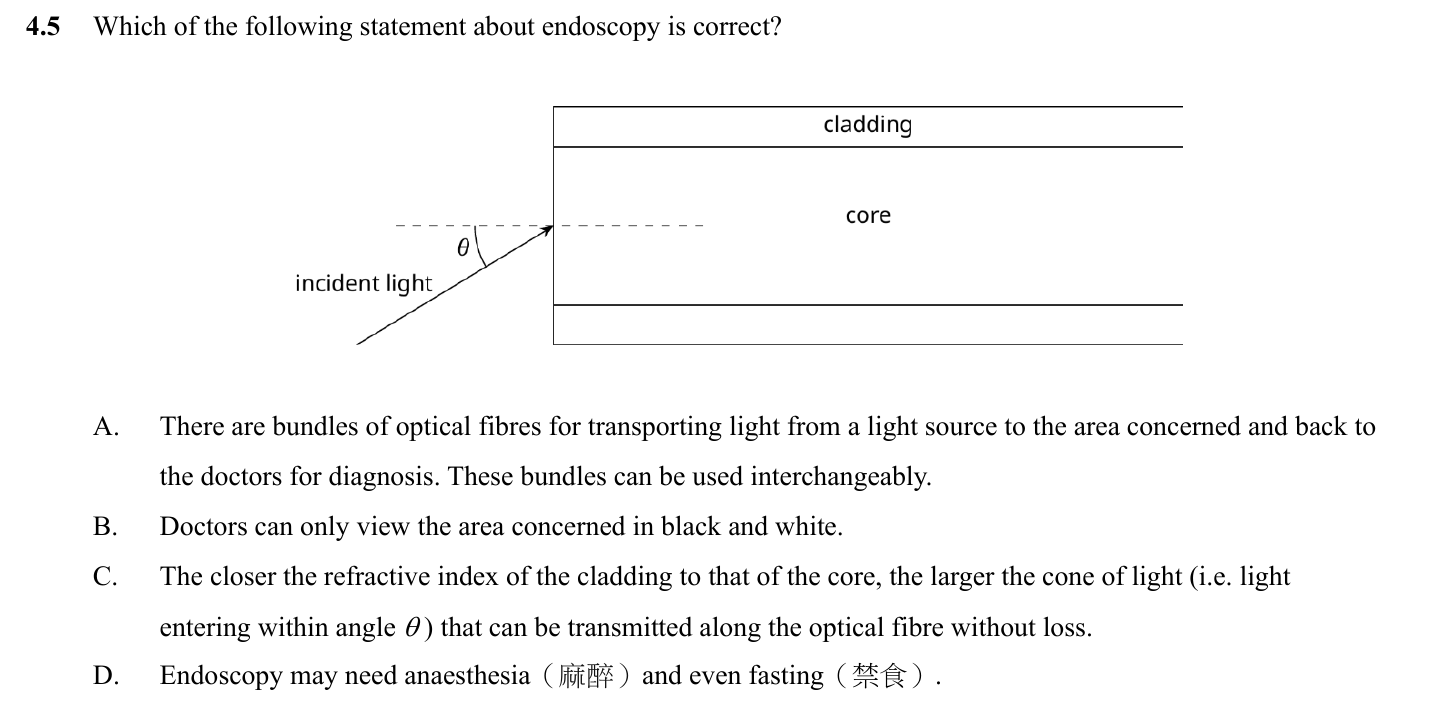 4.5 Which of the following statement about endoscopy is correct?
cladding
core
θ
incident light
A. There are bundles of optical fibres for transporting light from a light source to the area concerned and back to
the doctors for diagnosis. These bundles can be used interchangeably.
B. Doctors can only view the area concerned in black and white.
C. The closer the refractive index of the cladding to that of the core, the larger the cone of light (i.e. light
entering within angle θ) that can be transmitted along the optical fibre without loss.
D. Endoscopy may need anaesthesia（麻醉）and even fasting（禁食）.